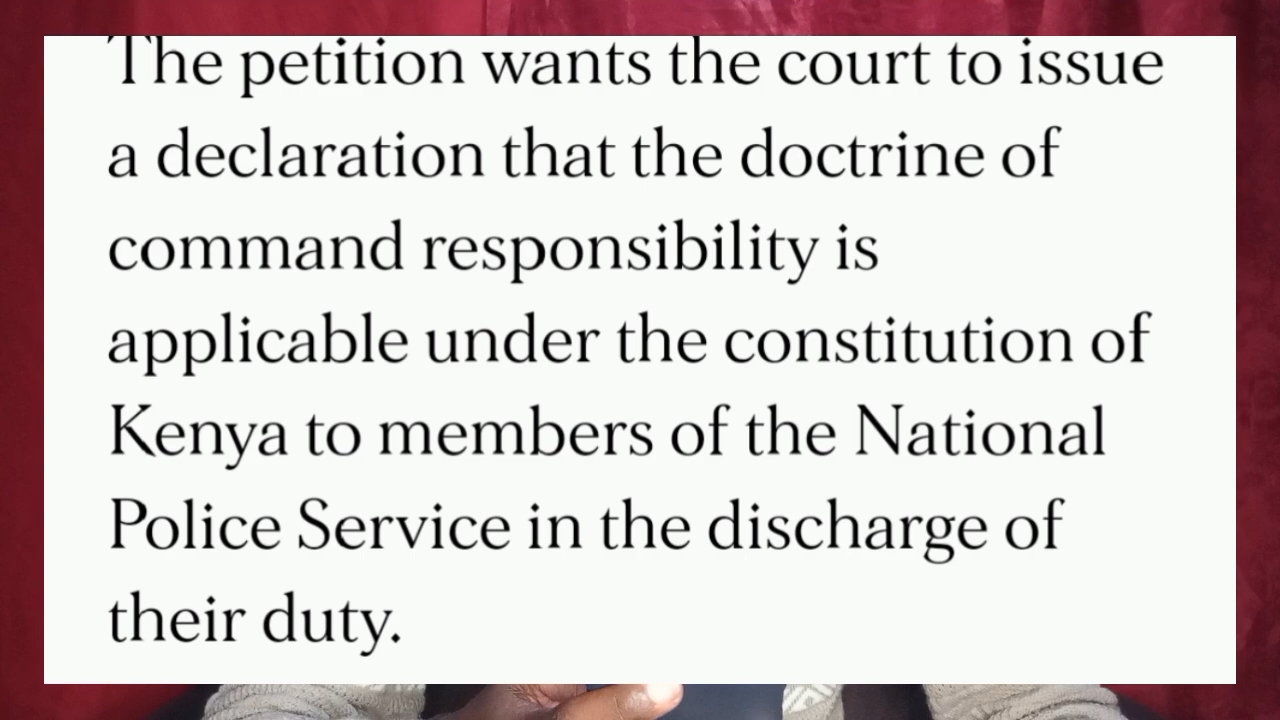 The petition wants the court to issue
a declaration that the doctrine of
command responsibility is
applicable under the constitution of
Kenya to members of the National
Police Service in the discharge of
their duty.